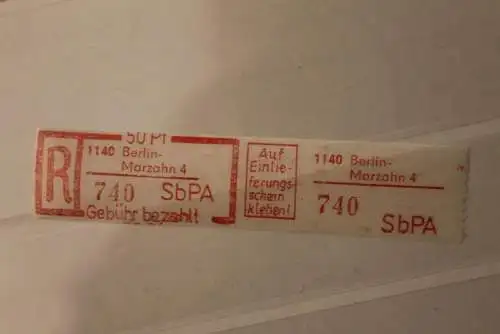 50 Pf
R
1140 Berlin-
Marzahn 4
740 SbPA
Gebühr bezahlt
Auf
Einlie-
ferungs
schein
kleben!
1140 Berlin-
Marzahn 4
740
SbPA